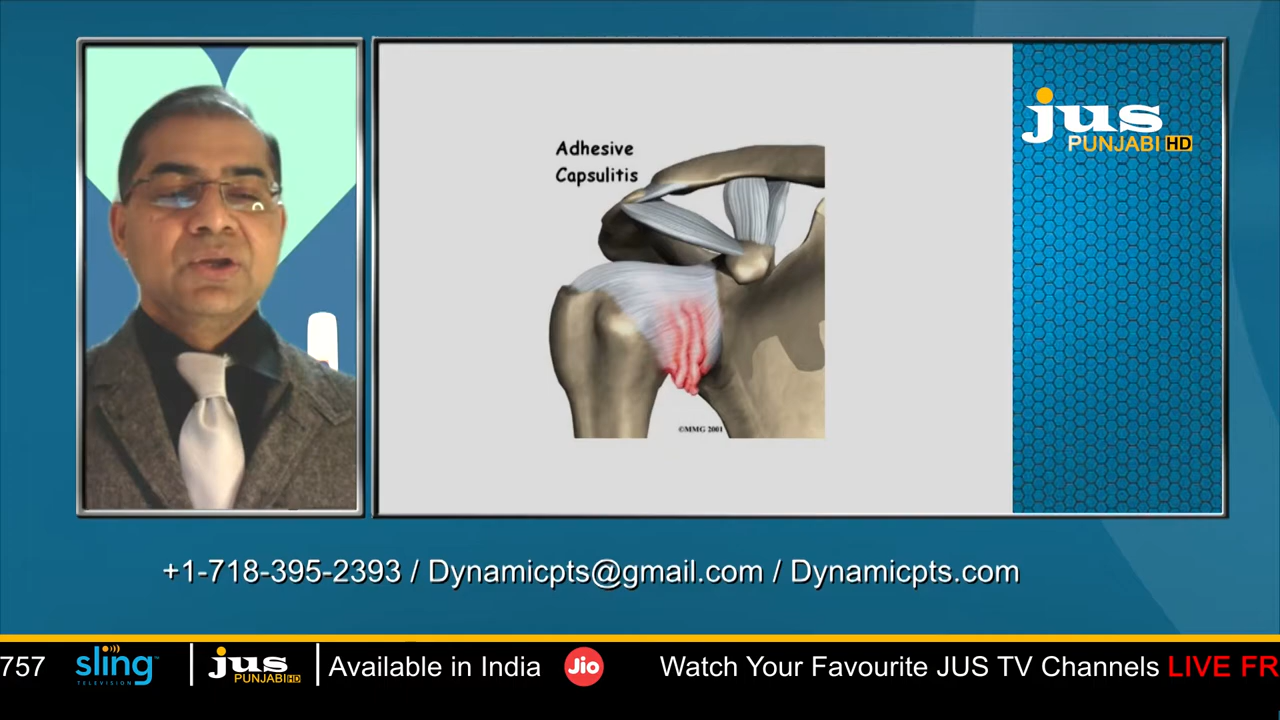 Adhesive
Capsulitis
©MMG 2001
jus
PUNJABI HD
+1-718-395-2393 / Dynamicpts@gmail.com / Dynamicpts.com
757 sling TELEVISION jus PUNJABI HD Available in India Jio Watch Your Favourite JUS TV Channels LIVE FR